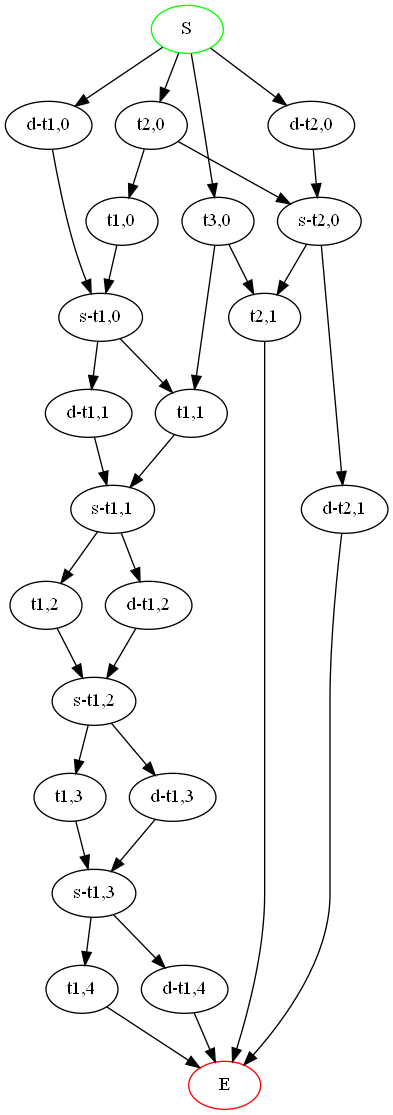 S
d-t1,0
t2,0
d-t2,0
t1,0
t3,0
s-t2,0
s-t1,0
t2,1
d-t1,1
t1,1
s-t1,1
d-t2,1
t1,2
d-t1,2
s-t1,2
t1,3
d-t1,3
s-t1,3
t1,4
d-t1,4
E